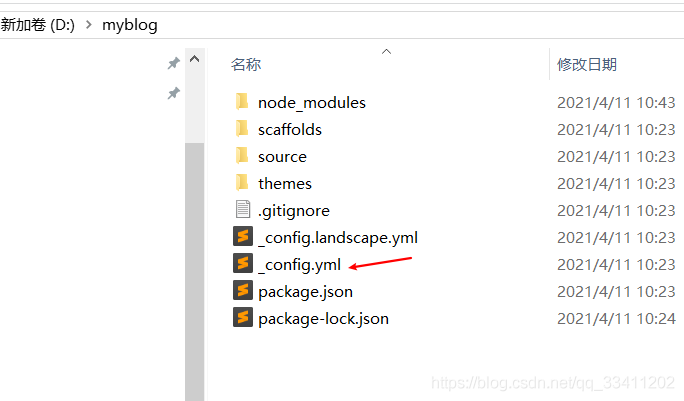 新加卷 (D:) > myblog
名称 修改日期
node_modules 2021/4/11 10:43
scaffolds 2021/4/11 10:23
source 2021/4/11 10:23
themes 2021/4/11 10:23
.gitignore 2021/4/11 10:23
_config.landscape.yml 2021/4/11 10:23
_config.yml 2021/4/11 10:23
package.json 2021/4/11 10:23
package-lock.json 2021/4/11 10:24
https://blog.csdn.net/qq_33411202